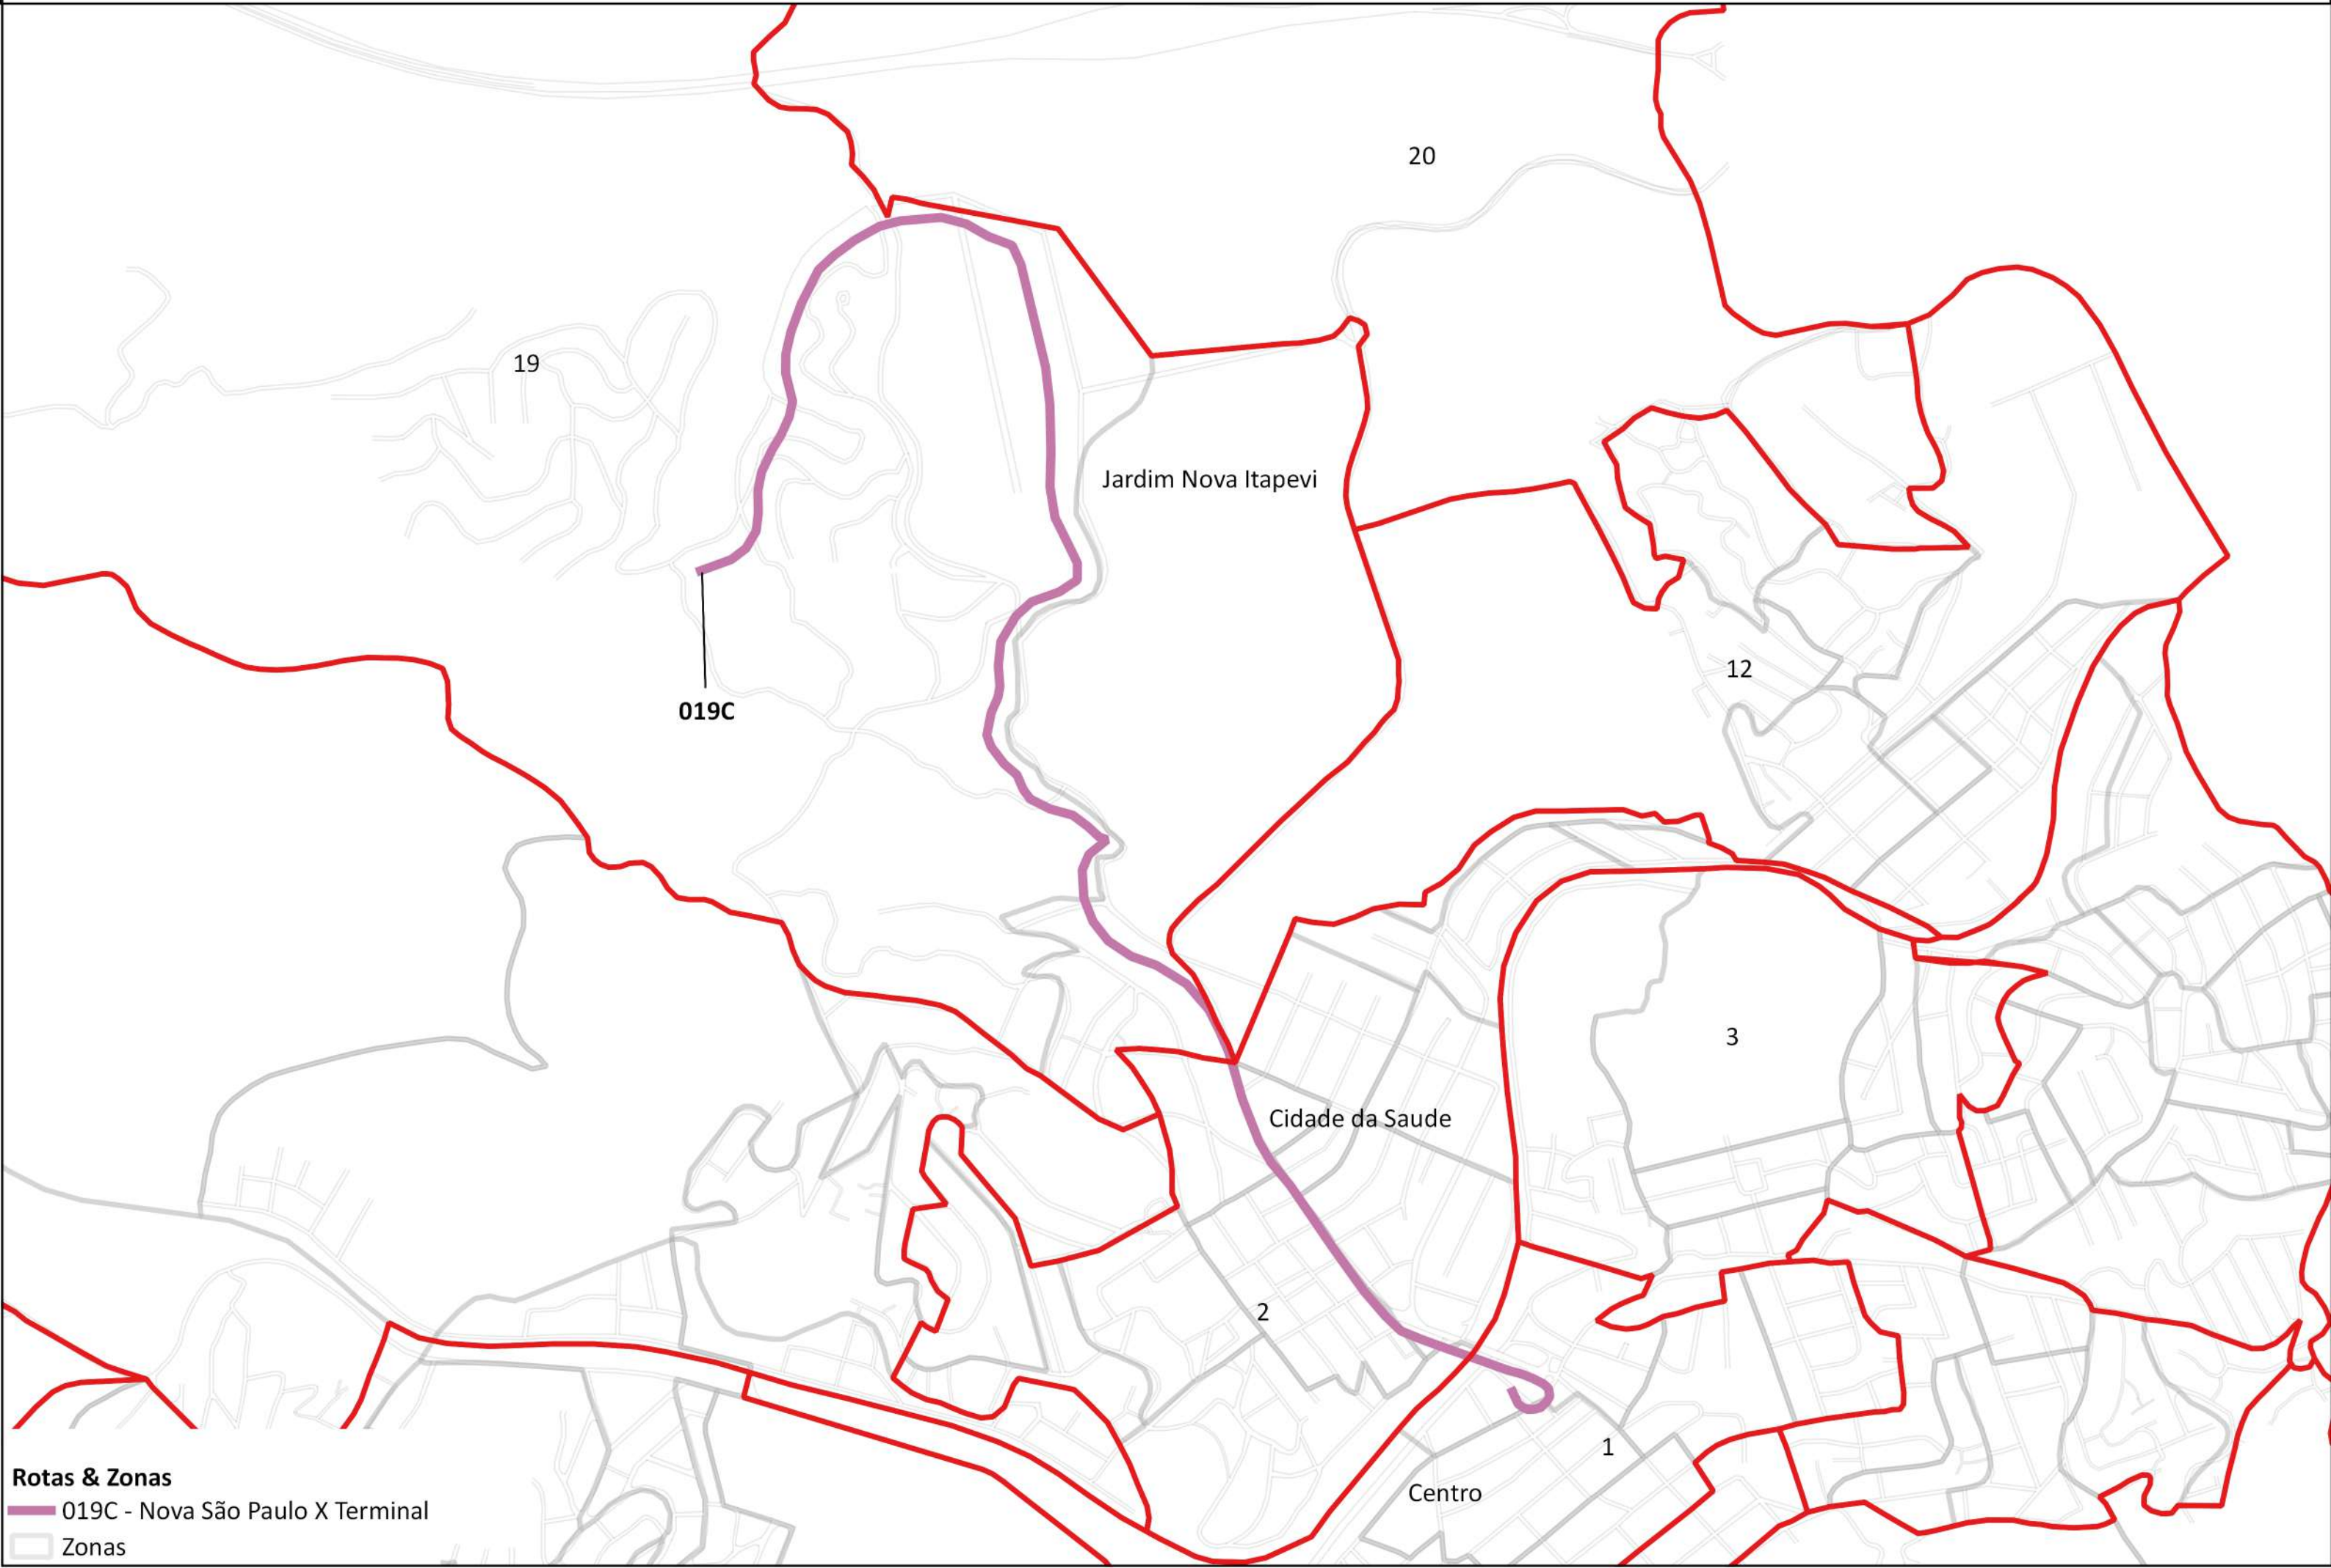 20
19
Jardim Nova Itapevi
12
019C
3
Cidade da Saude
2
1
Centro
Rotas & Zonas
019C - Nova São Paulo X Terminal
Zonas